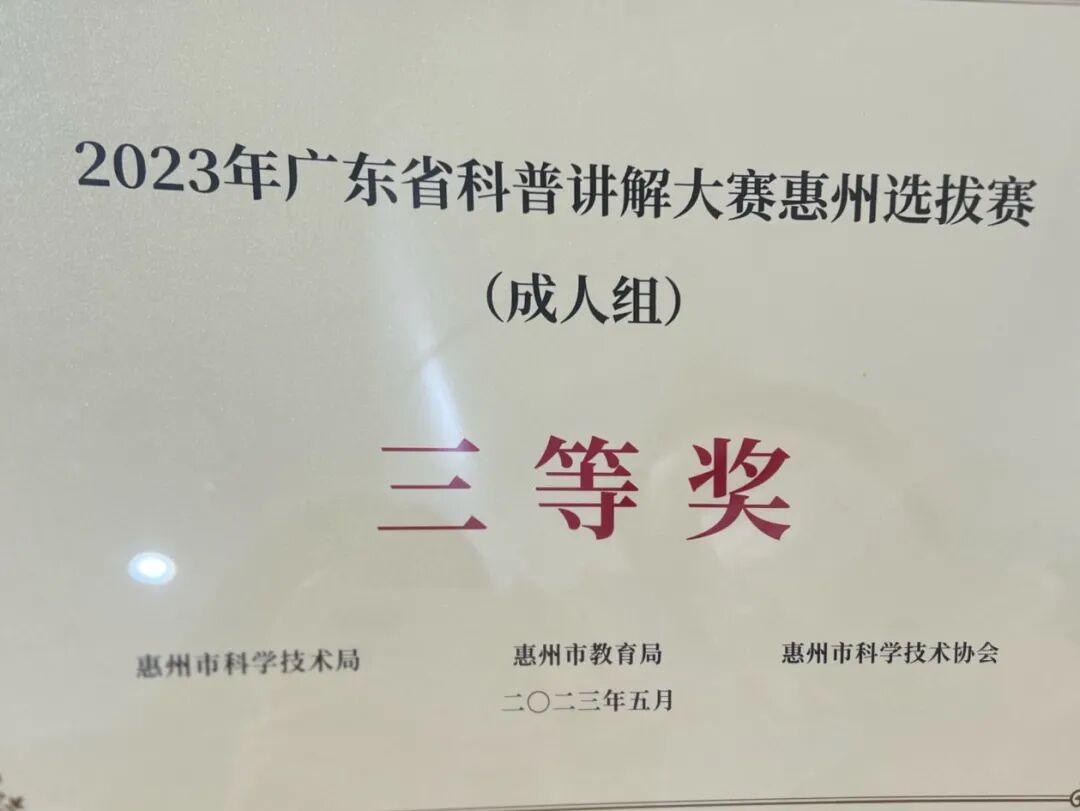 2023年广东省科普讲解大赛惠州选拔赛
（成人组）
三等奖
惠州市科学技术局 惠州市教育局 惠州市科学技术协会
二〇二三年五月